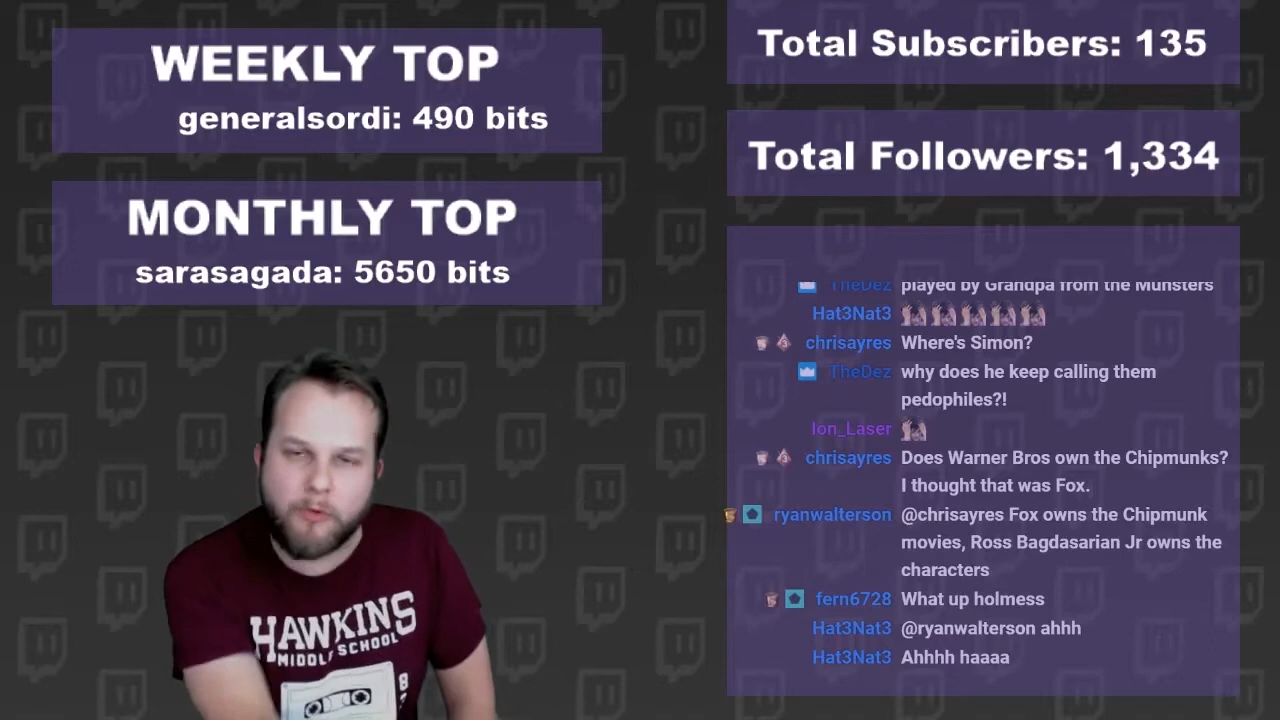 WEEKLY TOP
generalsordi: 490 bits
MONTHLY TOP
sarasagada: 5650 bits
Total Subscribers: 135
Total Followers: 1,334
TheDez played by Grandpa from the Munsters
Hat3Nat3
chrisayres Where's Simon?
TheDez why does he keep calling them
pedophiles?!
Ion_Laser
chrisayres Does Warner Bros own the Chipmunks?
I thought that was Fox.
ryanwalterson @chrisayres Fox owns the Chipmunk
movies, Ross Bagdasarian Jr owns the
characters
fern6728 What up holmess
Hat3Nat3 @ryanwalterson ahhh
Hat3Nat3 Ahhhh haaaa
HAWKINS
MIDDLE SCHOOL
8